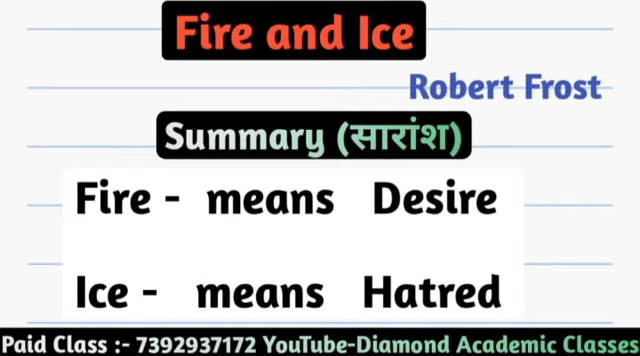 Fire and Ice
Robert Frost
Summary (सारांश)
Fire - means Desire
Ice - means Hatred
Paid Class :- 7392937172 YouTube-Diamond Academic Classes